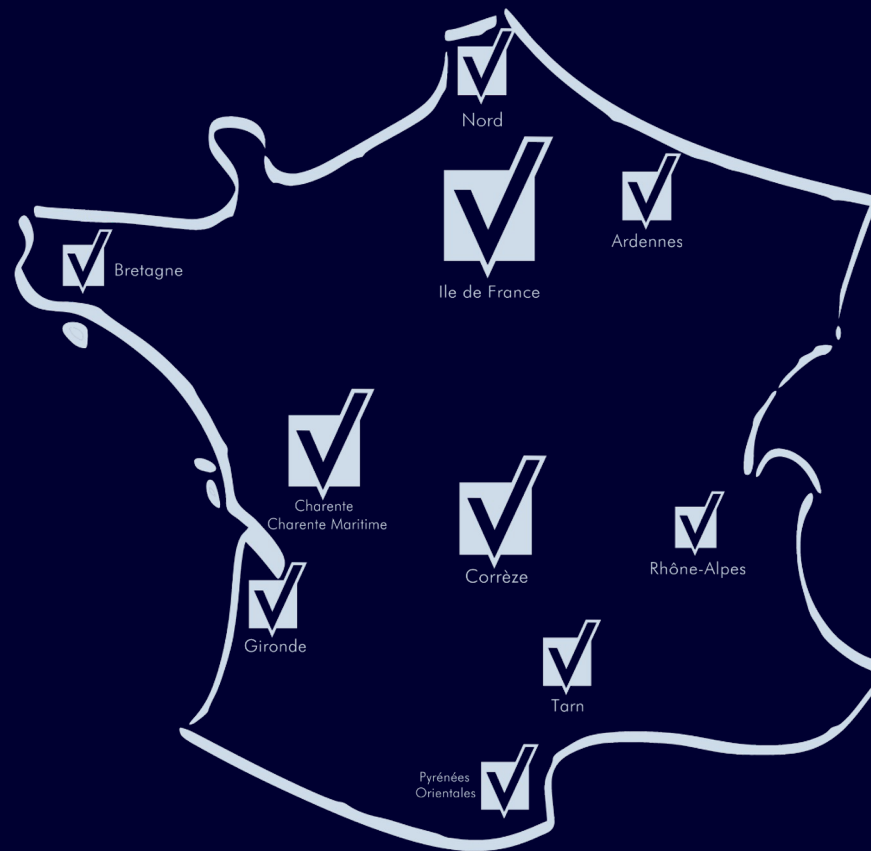 Nord
Ardennes
Bretagne
Ile de France
Charente
Charente Maritime
Corrèze
Rhône-Alpes
Gironde
Tarn
Pyrénées
Orientales